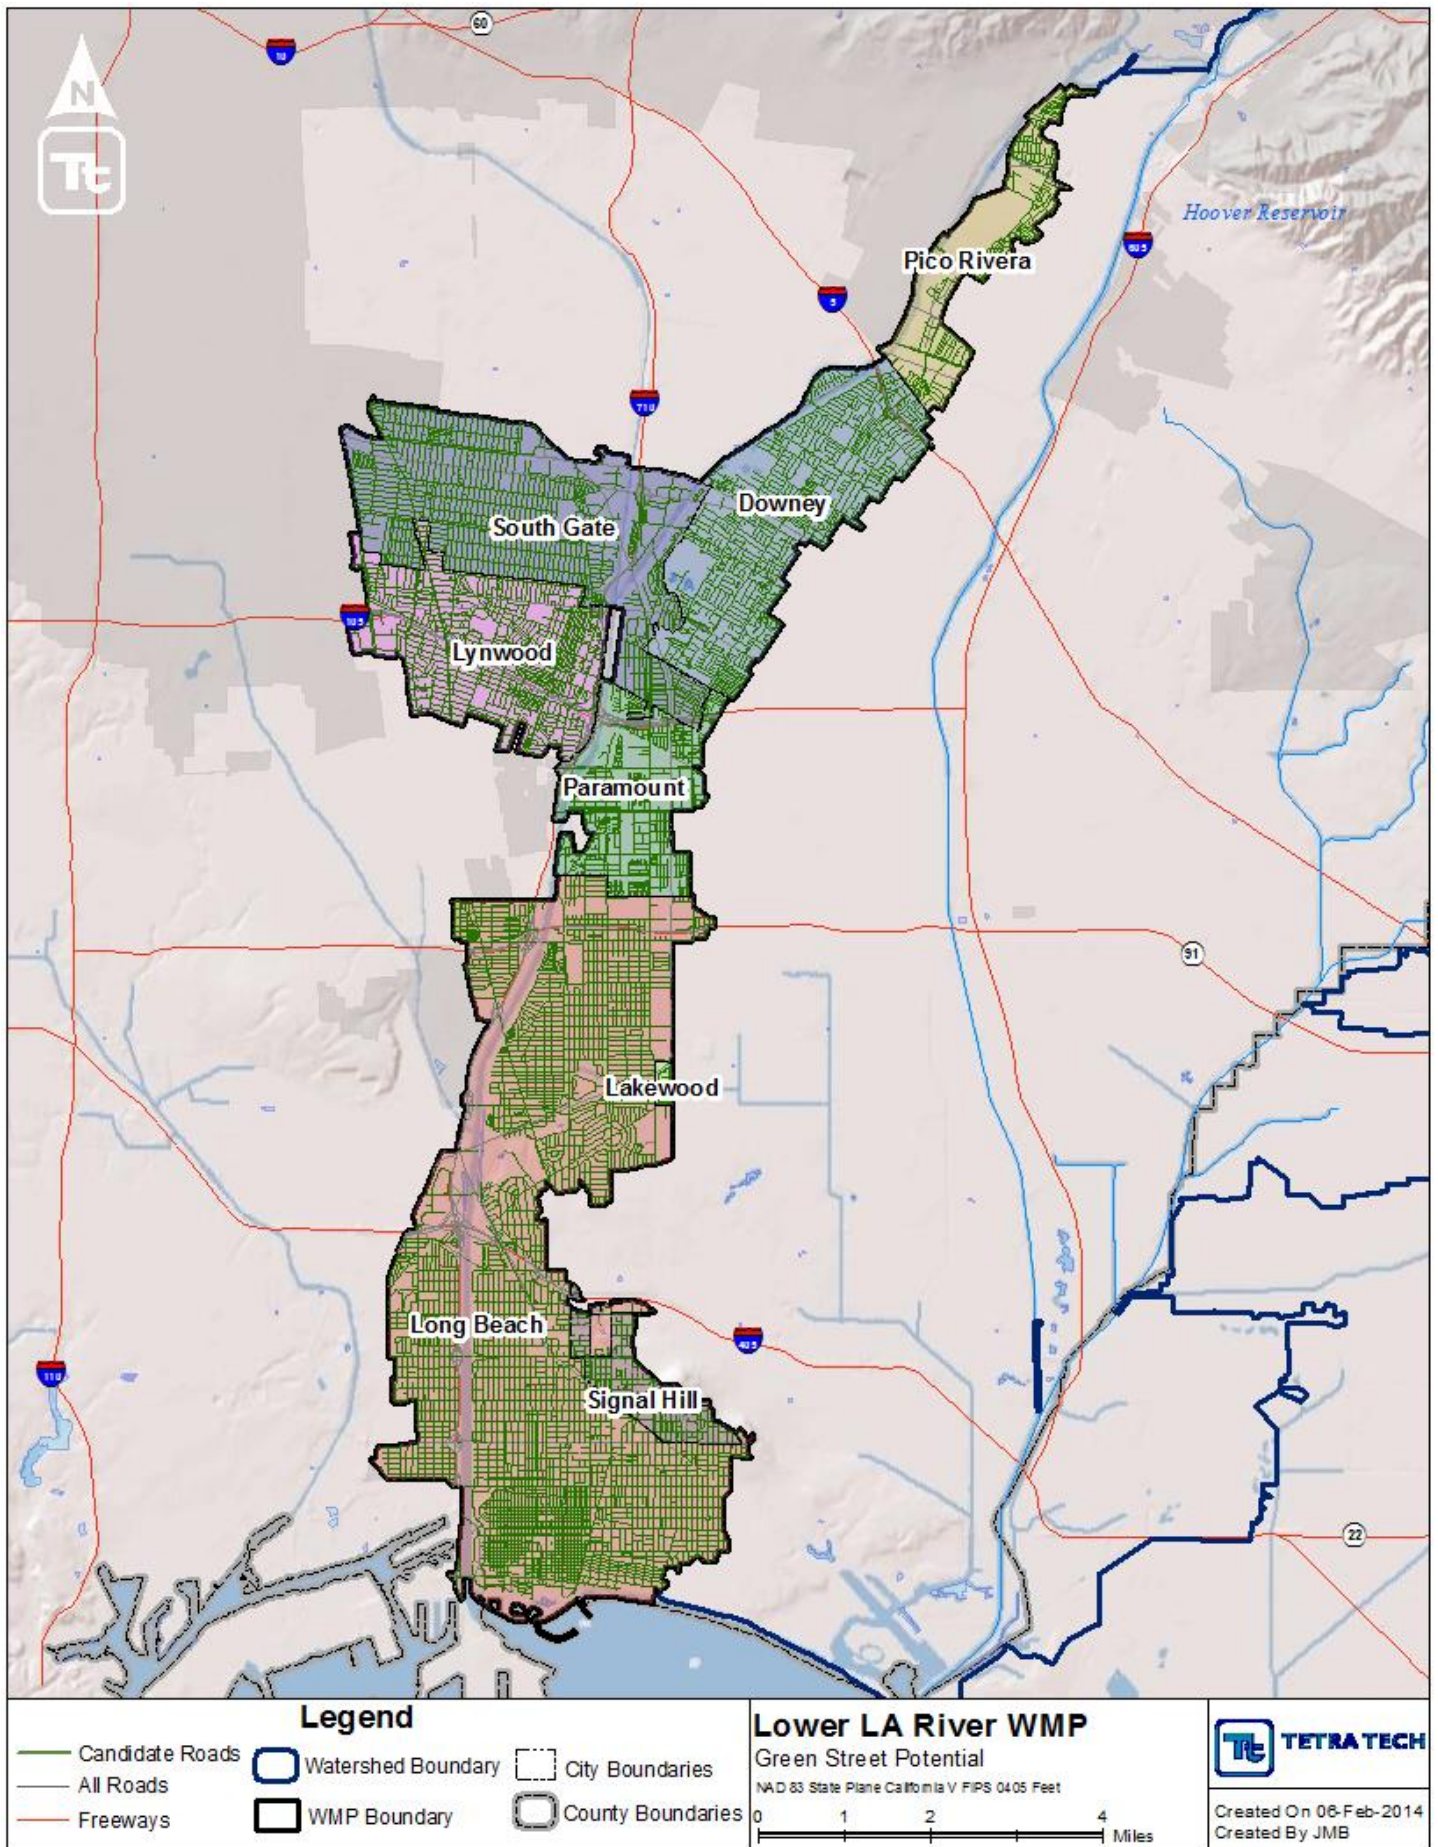 60
10
N
Tt
Hoover Reservoir
605
Pico Rivera
5
710
Downey
South Gate
105
Lynwood
Paramount
91
Lakewood
Long Beach
405
110
Signal Hill
22
Legend
Candidate Roads
All Roads
Freeways
Watershed Boundary
WMP Boundary
City Boundaries
County Boundaries
Lower LA River WMP
Green Street Potential
NAD 83 State Plane California V FIPS 0405 Feet
0 1 2 4
Miles
Tt TETRA TECH
Created On 06-Feb-2014
Created By JMB